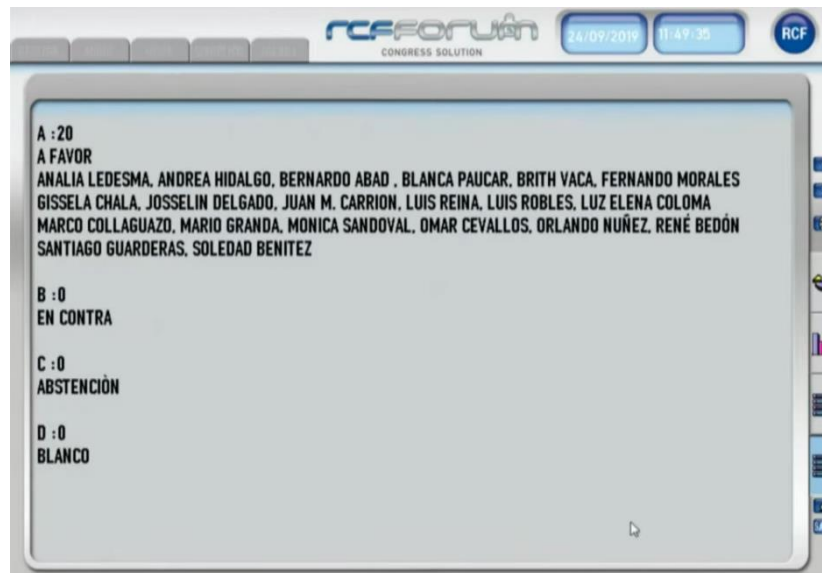 RCF FORUM
CONGRESS SOLUTION
24/09/2019
11:49:35
RCF
A :20
A FAVOR
ANALIA LEDESMA, ANDREA HIDALGO, BERNARDO ABAD , BLANCA PAUCAR, BRITH VACA, FERNANDO MORALES
GISSELA CHALA, JOSSELIN DELGADO, JUAN M. CARRION, LUIS REINA, LUIS ROBLES, LUZ ELENA COLOMA
MARCO COLLAGUAZO, MARIO GRANDA, MONICA SANDOVAL, OMAR CEVALLOS, ORLANDO NUÑEZ, RENÉ BEDÓN
SANTIAGO GUARDERAS, SOLEDAD BENITEZ
B :0
EN CONTRA
C :0
ABSTENCIÒN
D :0
BLANCO